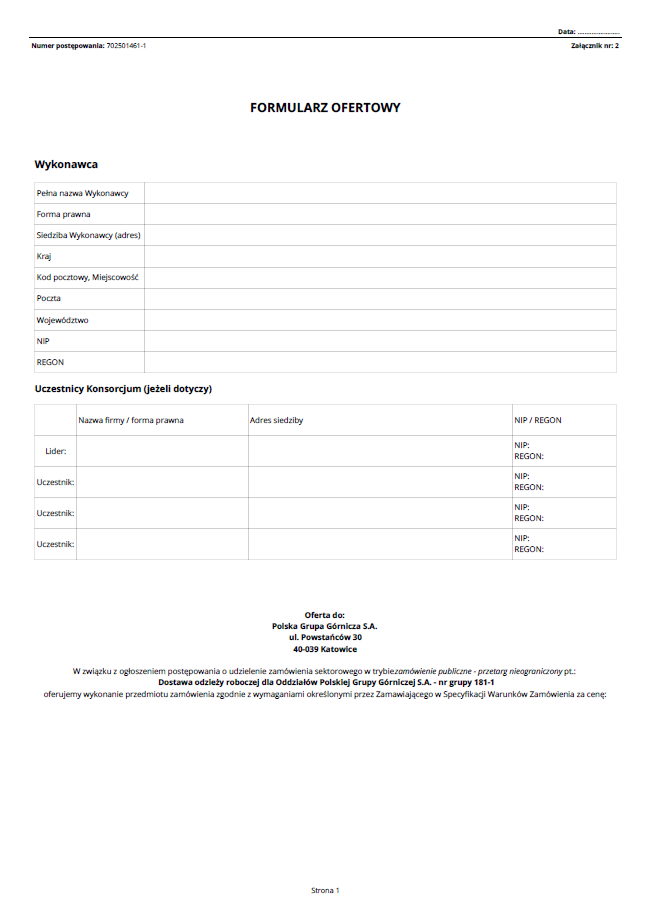 Data: .......................
Numer postępowania: 702501461-1
Załącznik nr: 2
FORMULARZ OFERTOWY
Wykonawca
Pełna nazwa Wykonawcy
Forma prawna
Siedziba Wykonawcy (adres)
Kraj
Kod pocztowy, Miejscowość
Poczta
Województwo
NIP
REGON
Uczestnicy Konsorcjum (jeżeli dotyczy)
Nazwa firmy / forma prawna
Adres siedziby
NIP / REGON
Lider:
NIP:
REGON:
Uczestnik:
NIP:
REGON:
Uczestnik:
NIP:
REGON:
Uczestnik:
NIP:
REGON:
Oferta do:
Polska Grupa Górnicza S.A.
ul. Powstańców 30
40-039 Katowice
W związku z ogłoszeniem postępowania o udzielenie zamówienia sektorowego w trybiezamówienie publiczne - przetarg nieograniczony pt.:
Dostawa odzieży roboczej dla Oddziałów Polskiej Grupy Górniczej S.A. - nr grupy 181-1
oferujemy wykonanie przedmiotu zamówienia zgodnie z wymaganiami określonymi przez Zamawiającego w Specyfikacji Warunków Zamówienia za cenę:
Strona 1